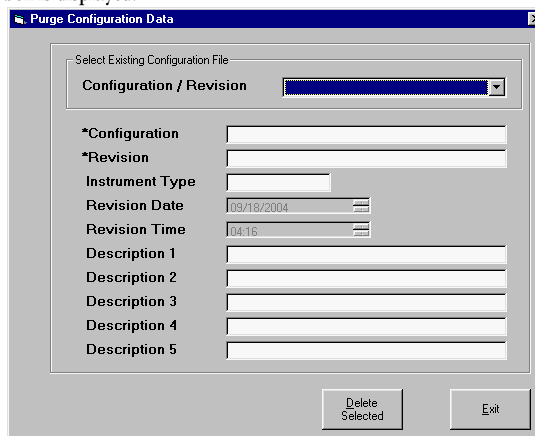 displayed.
Purge Configuration Data
Select Existing Configuration File
Configuration / Revision
*Configuration
*Revision
Instrument Type
Revision Date 09/18/2004
Revision Time 04:16
Description 1
Description 2
Description 3
Description 4
Description 5
Delete
Selected
Exit